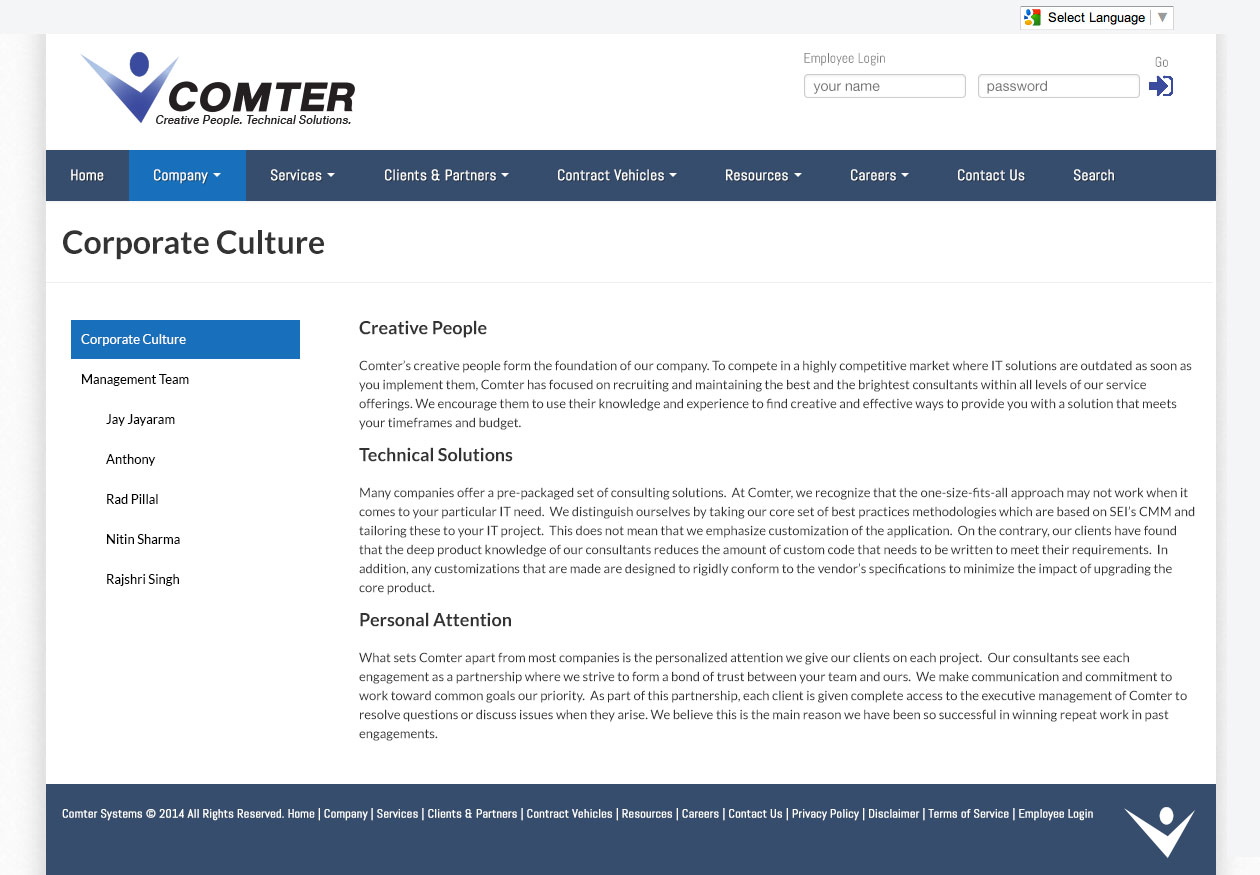 Select Language ▼
Employee Login
Go
your name password
COMTER
Creative People. Technical Solutions.
Home Company Services Clients & Partners Contract Vehicles Resources Careers Contact Us Search
Corporate Culture
Corporate Culture
Management Team
Jay Jayaram
Anthony
Rad Pillal
Nitin Sharma
Rajshri Singh
Creative People
Comter's creative people form the foundation of our company. To compete in a highly competitive market where IT solutions are outdated as soon as
you implement them, Comter has focused on recruiting and maintaining the best and the brightest consultants within all levels of our service
offerings. We encourage them to use their knowledge and experience to find creative and effective ways to provide you with a solution that meets
your timeframes and budget.
Technical Solutions
Many companies offer a pre-packaged set of consulting solutions.  At Comter, we recognize that the one-size-fits-all approach may not work when it
comes to your particular IT need.  We distinguish ourselves by taking our core set of best practices methodologies which are based on SEI's CMM and
tailoring these to your IT project.  This does not mean that we emphasize customization of the application.  On the contrary, our clients have found
that the deep product knowledge of our consultants reduces the amount of custom code that needs to be written to meet their requirements.  In
addition, any customizations that are made are designed to rigidly conform to the vendor's specifications to minimize the impact of upgrading the
core product.
Personal Attention
What sets Comter apart from most companies is the personalized attention we give our clients on each project.  Our consultants see each
engagement as a partnership where we strive to form a bond of trust between your team and ours.  We make communication and commitment to
work toward common goals our priority.  As part of this partnership, each client is given complete access to the executive management of Comter to
resolve questions or discuss issues when they arise. We believe this is the main reason we have been so successful in winning repeat work in past
engagements.
Comter Systems © 2014 All Rights Reserved. Home | Company | Services | Clients & Partners | Contract Vehicles | Resources | Careers | Contact Us | Privacy Policy | Disclaimer | Terms of Service | Employee Login